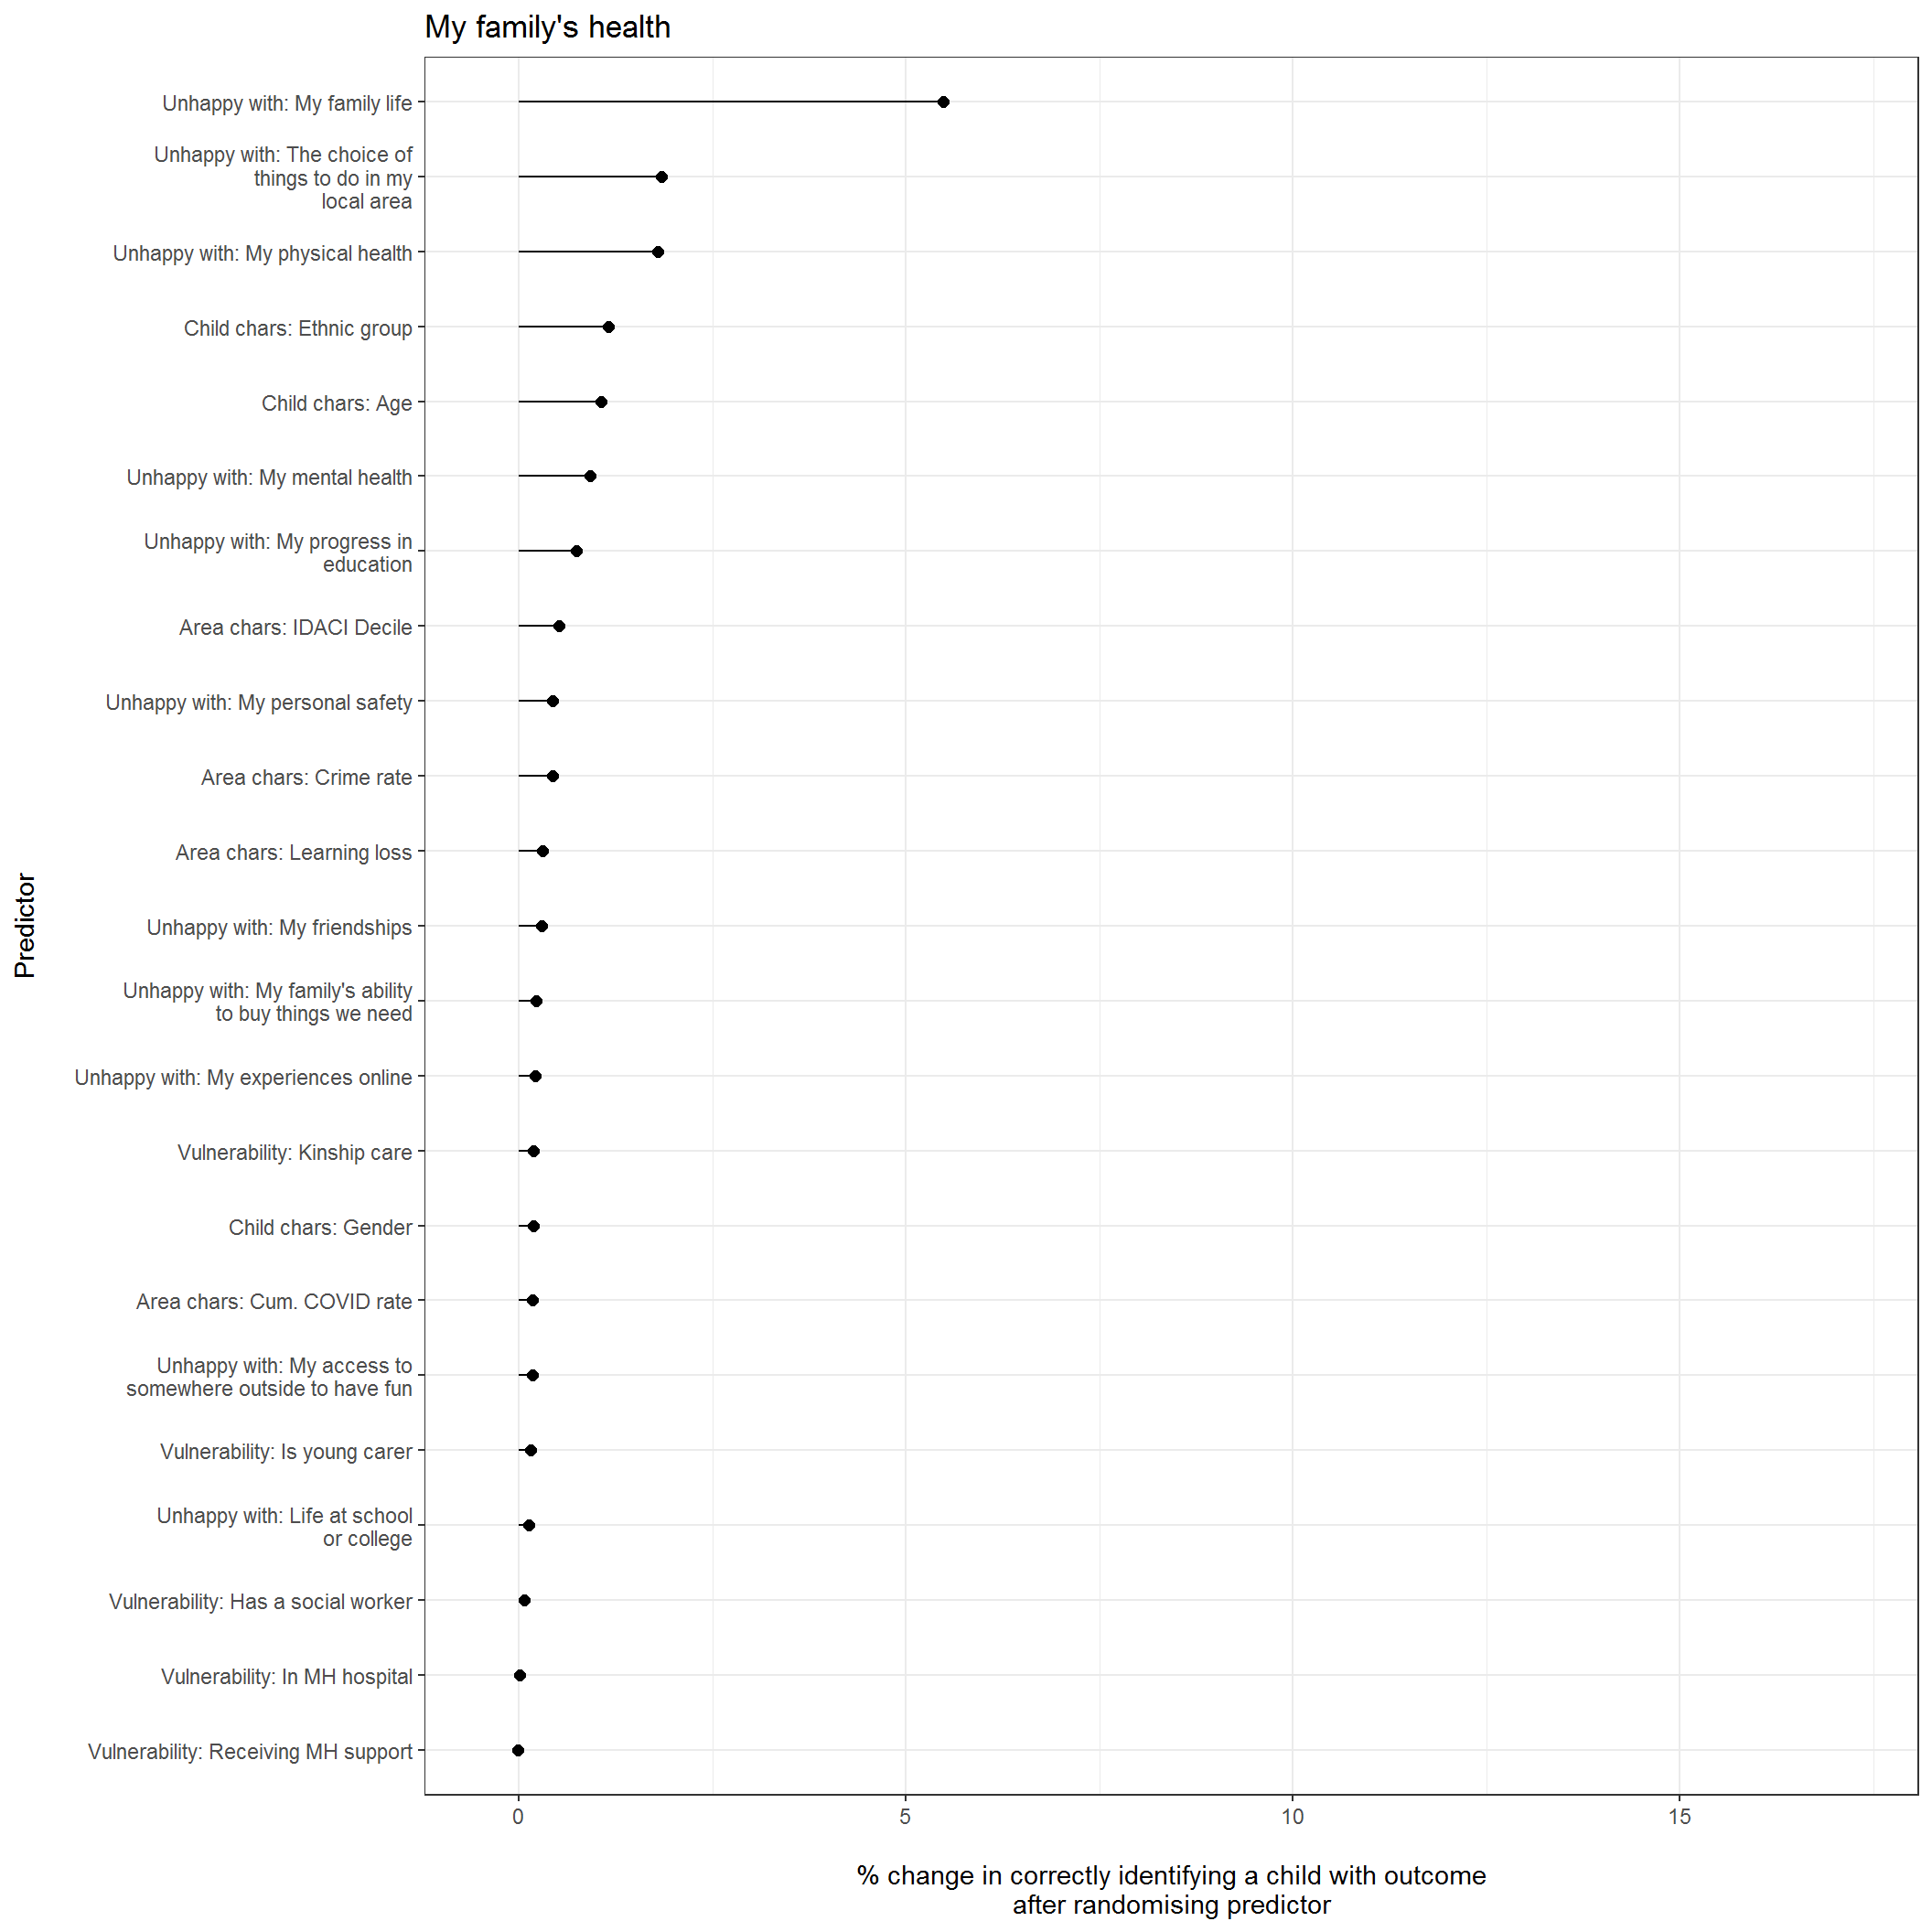 My family's health
Unhappy with: My family life
Unhappy with: The choice of
things to do in my
local area
Unhappy with: My physical health
Child chars: Ethnic group
Child chars: Age
Unhappy with: My mental health
Unhappy with: My progress in
education
Area chars: IDACI Decile
Unhappy with: My personal safety
Area chars: Crime rate
Area chars: Learning loss
Unhappy with: My friendships
Unhappy with: My family's ability
to buy things we need
Unhappy with: My experiences online
Vulnerability: Kinship care
Child chars: Gender
Area chars: Cum. COVID rate
Unhappy with: My access to
somewhere outside to have fun
Vulnerability: Is young carer
Unhappy with: Life at school
or college
Vulnerability: Has a social worker
Vulnerability: In MH hospital
Vulnerability: Receiving MH support
Predictor
0 5 10 15
% change in correctly identifying a child with outcome
after randomising predictor